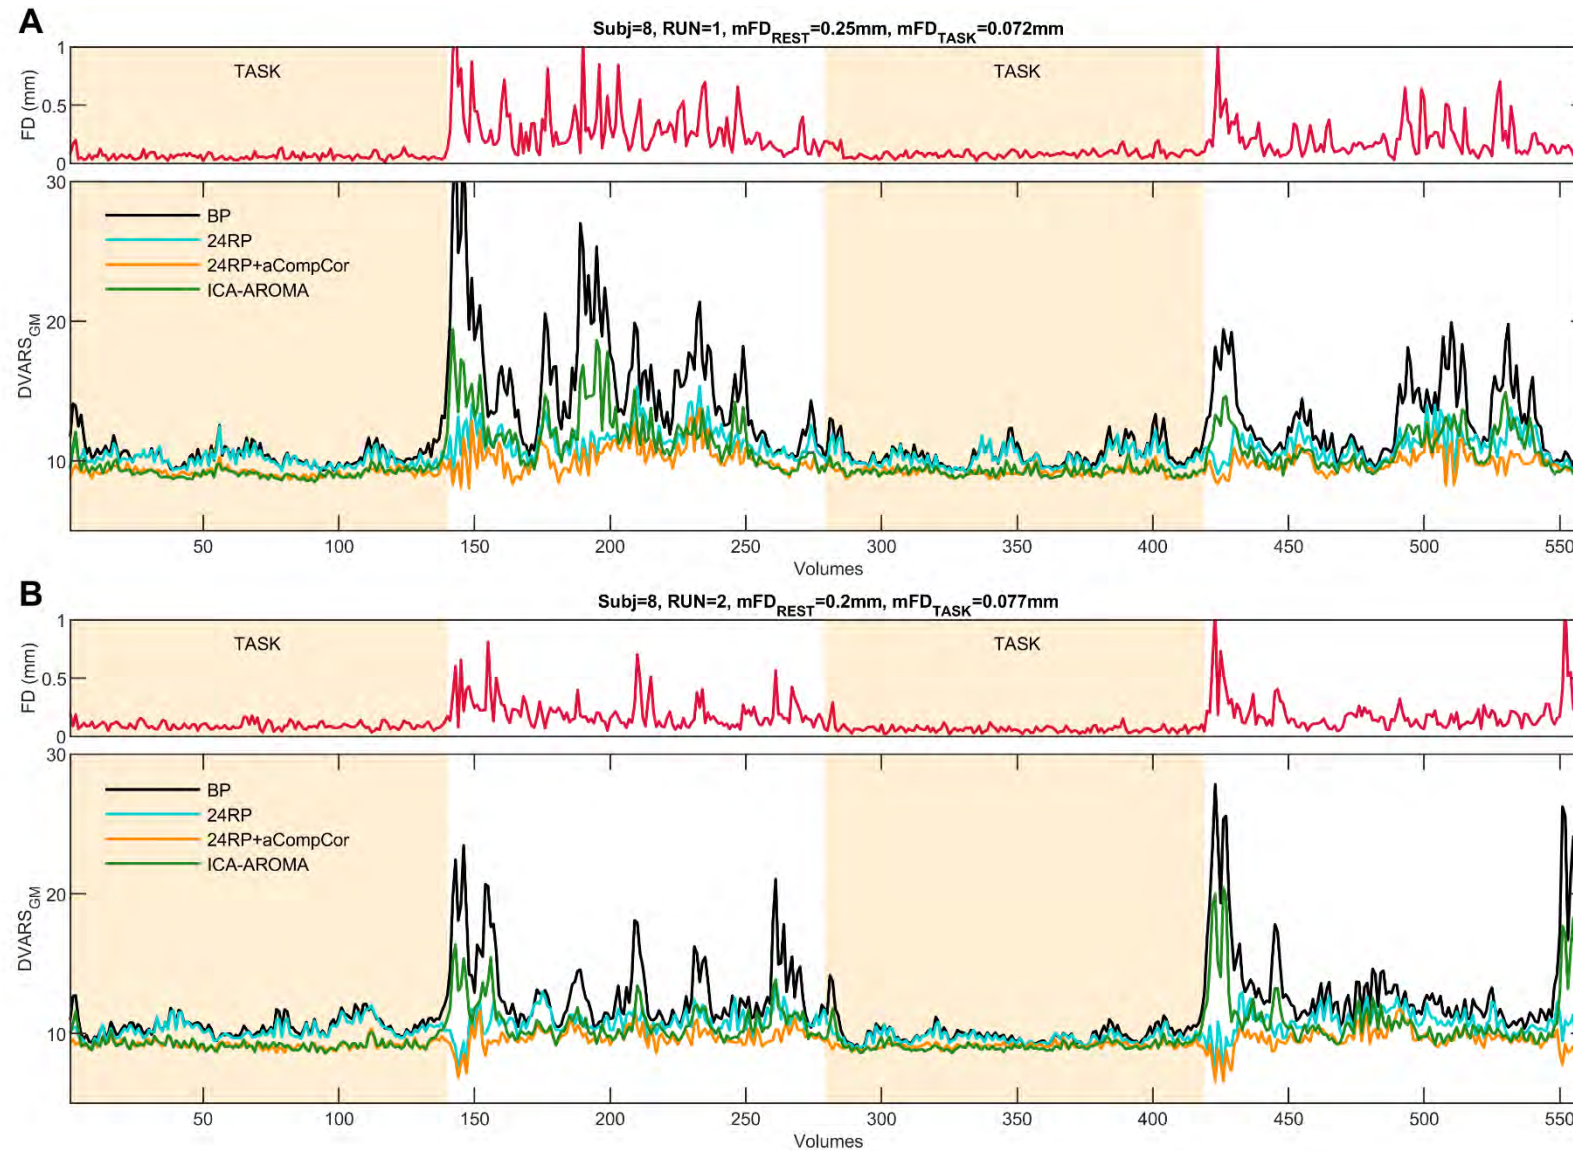 A
Subj=8, RUN=1, mFD_REST=0.25mm, mFD_TASK=0.072mm
1
0.5
0
FD (mm)
TASK
TASK
30
20
10
DVARS_GM
BP
24RP
24RP+aCompCor
ICA-AROMA
50 100 150 200 250 300 350 400 450 500 550
Volumes
B
Subj=8, RUN=2, mFD_REST=0.2mm, mFD_TASK=0.077mm
1
0.5
0
FD (mm)
TASK
TASK
30
20
10
DVARS_GM
BP
24RP
24RP+aCompCor
ICA-AROMA
50 100 150 200 250 300 350 400 450 500 550
Volumes